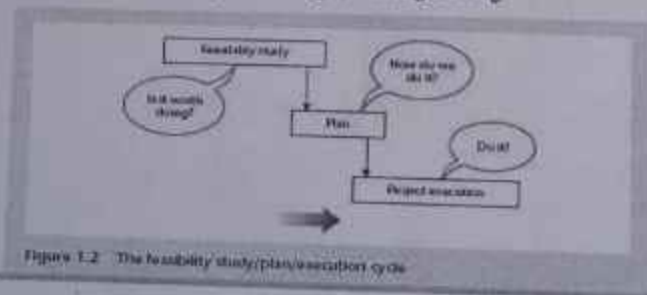 Feasibility study
How do we
do it?
Is it worth
doing?
Plan
Do it!
Project execution
Figure 1.2 The feasibility study/plan/execution cycle